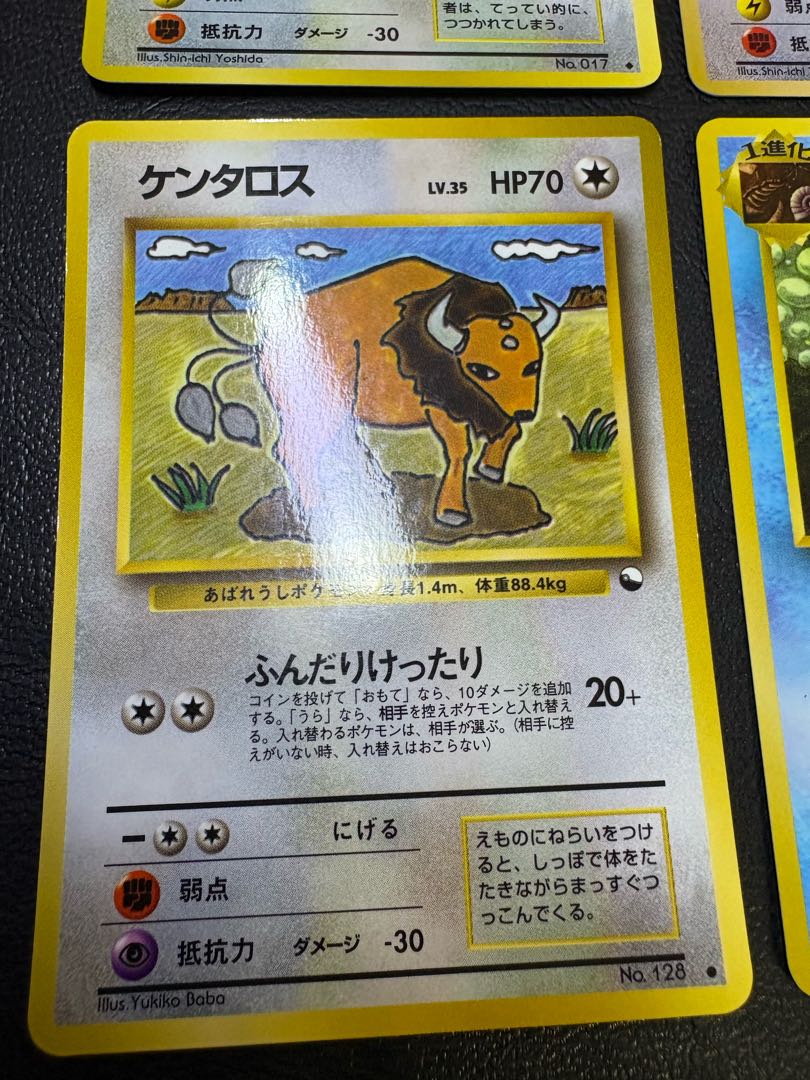 弱点
者は、てってい的に、
つつかれてしまう。
抵抗力 ダメージ -30
Illus.Shin-ichi Yoshida
No. 017
弱
抵
Illus.Shin-ic
1進化
ケンタロス LV.35 HP70
あばれうしポケモン 長1.4m、体重88.4kg
ふんだりけったり
コインを投げて「おもて」なら、10ダメージを追加
する。「うら」なら、相手を控えポケモンと入れ替え
る。入れ替わるポケモンは、相手が選ぶ。(相手に控
えがいない時、入れ替えはおこらない)
20+
− にげる
弱点
抵抗力 ダメージ -30
えものにねらいをつけ
ると、しっぽで体をた
たきながらまっすぐつ
っこんでくる。
No. 128
Illus.Yukiko Baba